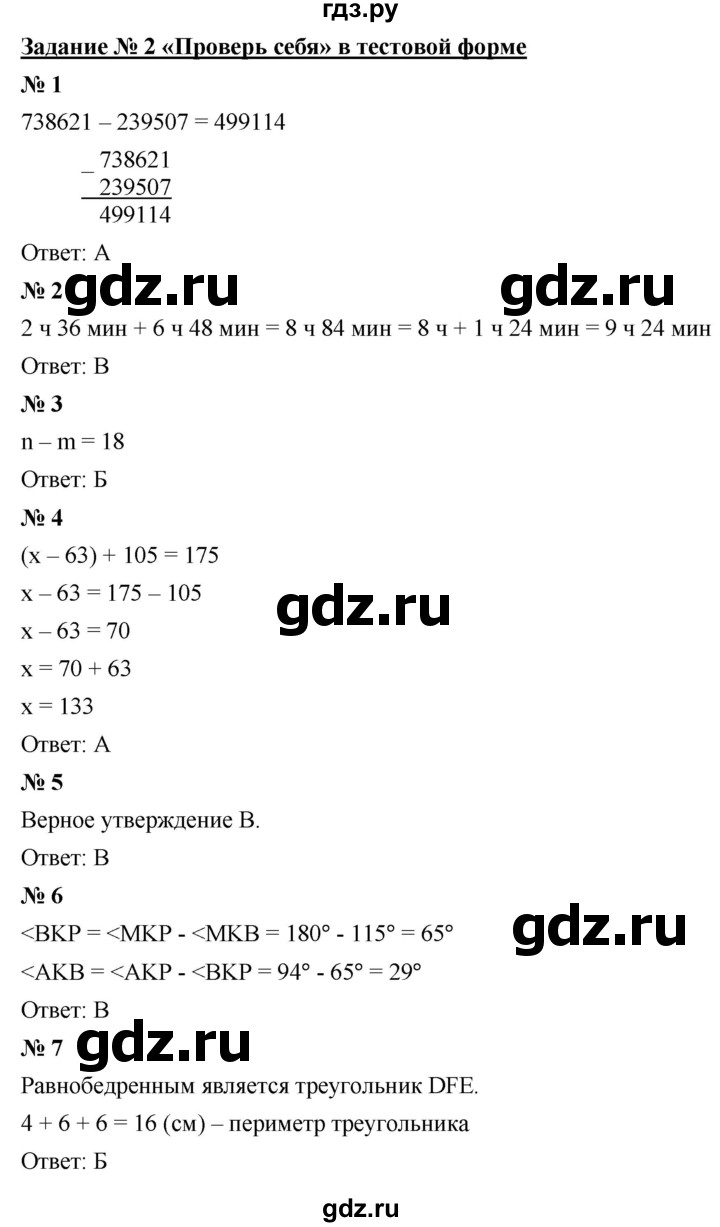 гдз.ру
Задание № 2 «Проверь себя» в тестовой форме
№ 1
738621 – 239507 = 499114
_ 738621
239507
499114
Ответ: А
gdz.ru
gdz.ru
№ 2
2 ч 36 мин + 6 ч 48 мин = 8 ч 84 мин = 8 ч + 1 ч 24 мин = 9 ч 24 мин
Ответ: В
№ 3
n – m = 18
Ответ: Б
№ 4
(x – 63) + 105 = 175
x – 63 = 175 – 105
gdz.ru
x – 63 = 70
x = 70 + 63
x = 133
Ответ: А
№ 5
Верное утверждение В.
Ответ: В
№ 6
gdz.ru
<BKP = <MKP - <MKB = 180° - 115° = 65°
<AKB = <AKP - <BKP = 94° - 65° = 29°
Ответ: В
№ 7
gdz.ru
Равнобедренным является треугольник DFE.
4 + 6 + 6 = 16 (см) – периметр треугольника
Ответ: Б
gdz.ru